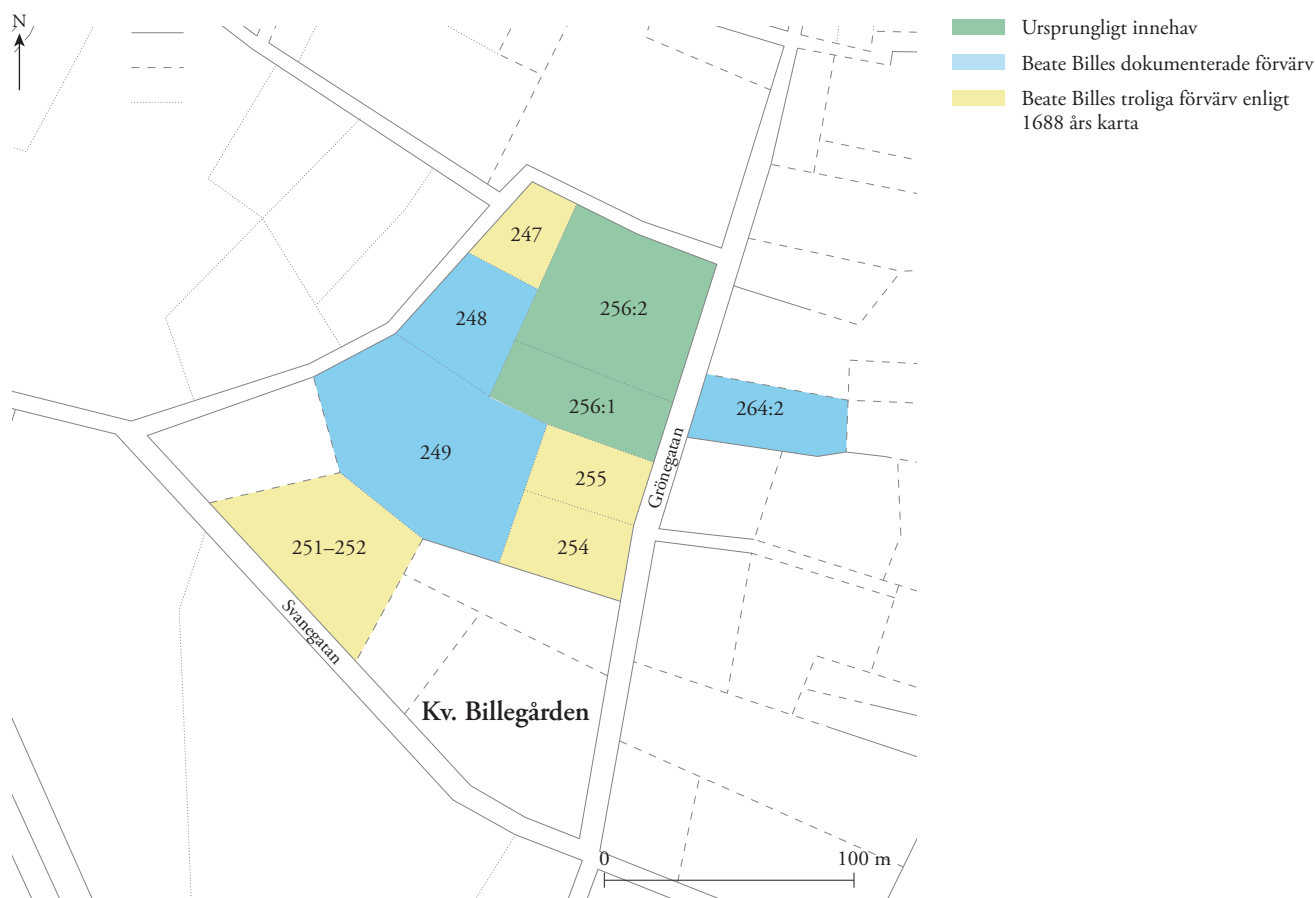 N
Ursprungligt innehav
Beate Billes dokumenterade förvärv
Beate Billes troliga förvärv enligt
1688 års karta
247
248
256:2
256:1
264:2
249
255
254
251–252
Grönegatan
Svanegatan
Kv. Billegården
0
100 m